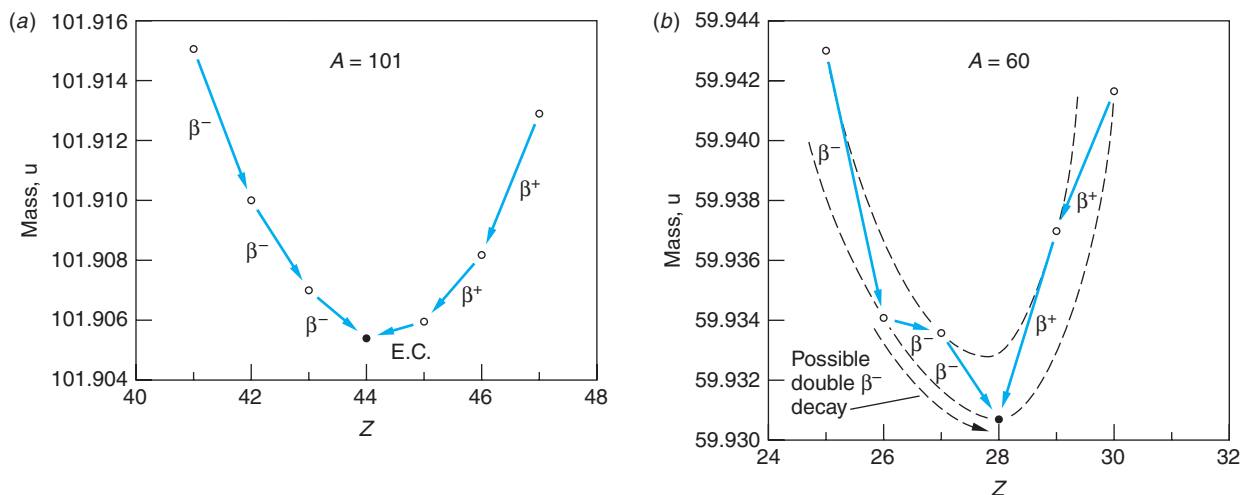 (a)
101.916
101.914
101.912
101.910
101.908
101.906
101.904
Mass, u
A = 101
β−
β−
β−
β+
β+
E.C.
40
42
44
46
48
Z
(b)
59.944
59.942
59.940
59.938
59.936
59.934
59.932
59.930
Mass, u
A = 60
β−
β+
β+
β−
β−
Possible
double β−
decay
24
26
28
30
32
Z